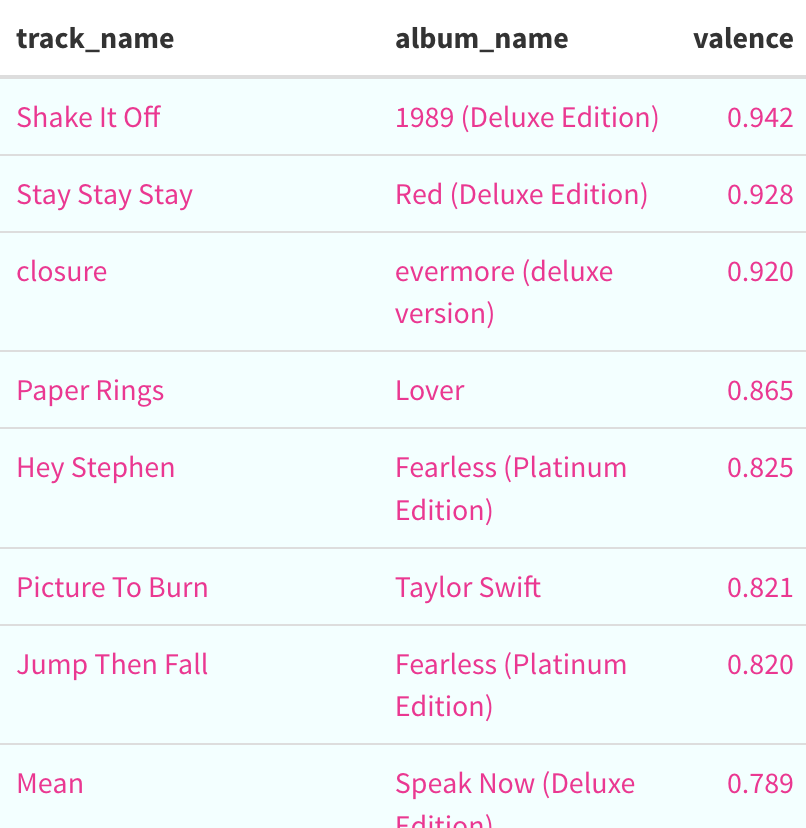 track_name album_name valence
Shake It Off 1989 (Deluxe Edition) 0.942
Stay Stay Stay Red (Deluxe Edition) 0.928
closure evermore (deluxe 0.920
version)
Paper Rings Lover 0.865
Hey Stephen Fearless (Platinum 0.825
Edition)
Picture To Burn Taylor Swift 0.821
Jump Then Fall Fearless (Platinum 0.820
Edition)
Mean Speak Now (Deluxe 0.789
Edition)